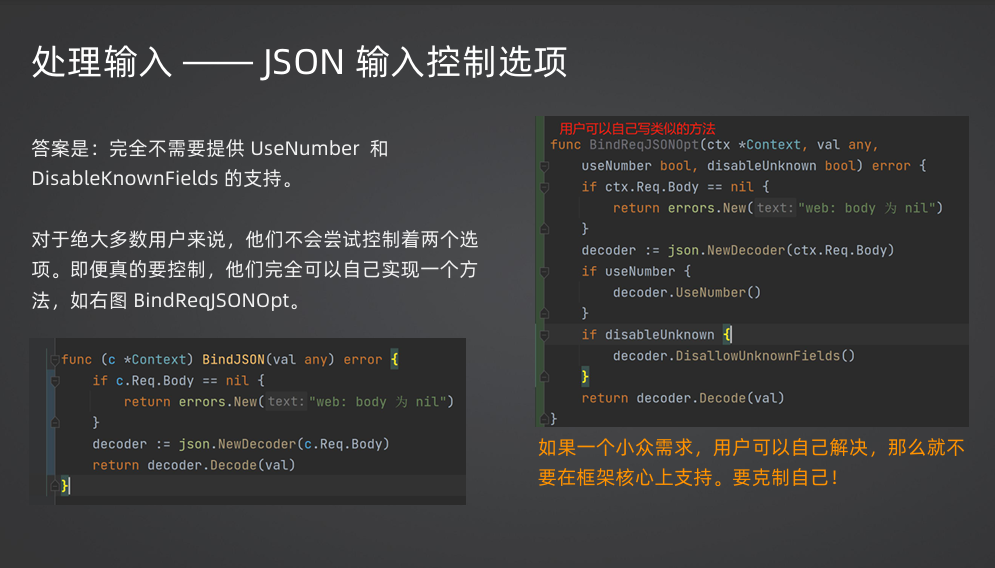 处理输入 —— JSON 输入控制选项
答案是：完全不需要提供 UseNumber 和
DisableKnownFields 的支持。
对于绝大多数用户来说，他们不会尝试控制着两个选
项。即便真的要控制，他们完全可以自己实现一个方
法，如右图 BindReqJSONOpt。
func (c *Context) BindJSON(val any) error {
if c.Req.Body == nil {
return errors.New( text: "web: body 为 nil")
}
decoder := json.NewDecoder(c.Req.Body)
return decoder.Decode(val)
}
用户可以自己写类似的方法
func BindReqJSONOpt(ctx *Context, val any,
useNumber bool, disableUnknown bool) error {
if ctx.Req.Body == nil {
return errors.New( text: "web: body 为 nil")
}
decoder := json.NewDecoder(ctx.Req.Body)
if useNumber {
decoder.UseNumber()
}
if disableUnknown {
decoder.DisallowUnknownFields()
}
return decoder.Decode(val)
}
如果一个小众需求，用户可以自己解决，那么就不
要在框架核心上支持。要克制自己！